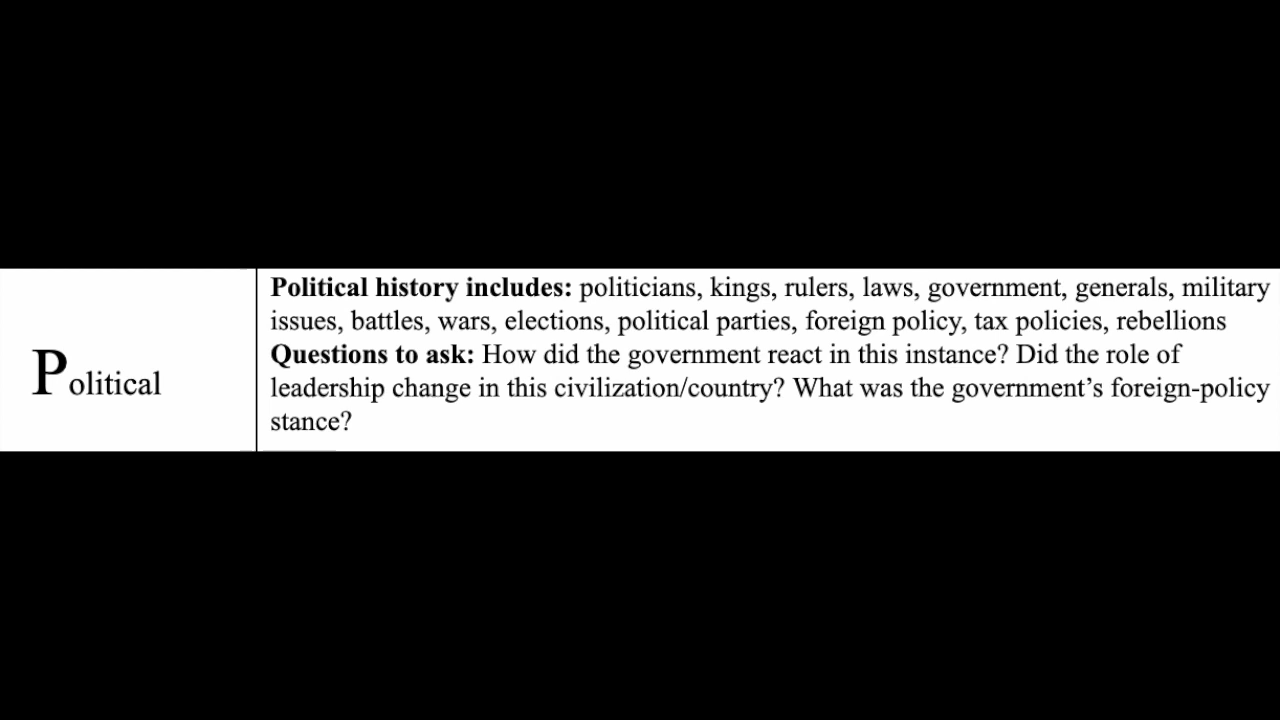 Political
Political history includes: politicians, kings, rulers, laws, government, generals, military
issues, battles, wars, elections, political parties, foreign policy, tax policies, rebellions
Questions to ask: How did the government react in this instance? Did the role of
leadership change in this civilization/country? What was the government’s foreign-policy
stance?